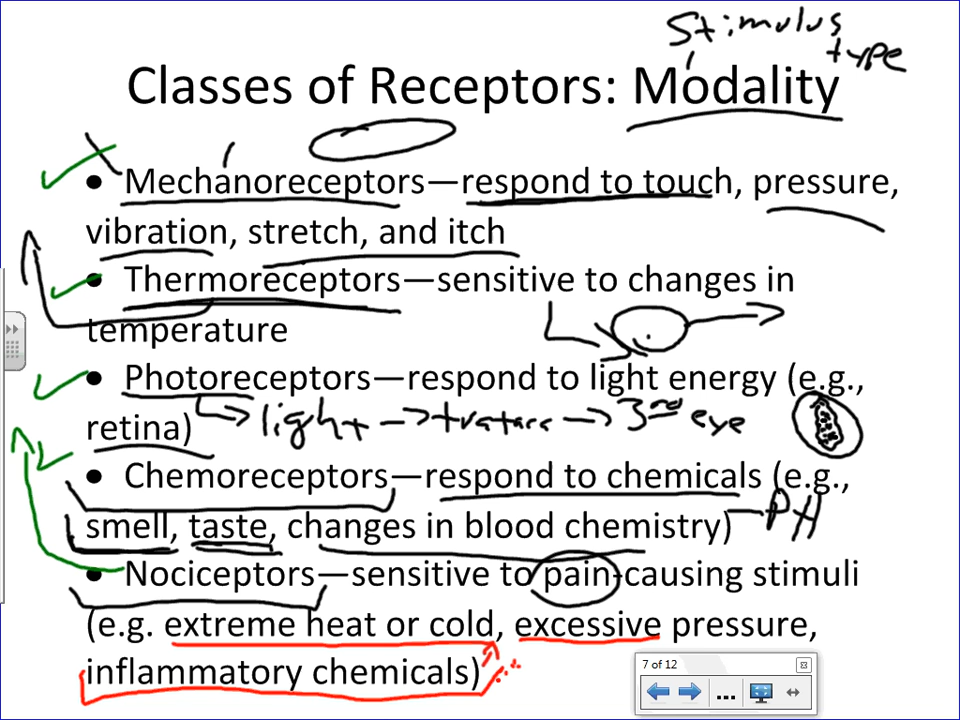 Stimulus
type
Classes of Receptors: Modality
• Mechanoreceptors—respond to touch, pressure,
vibration, stretch, and itch
• Thermoreceptors—sensitive to changes in
temperature
• Photoreceptors—respond to light energy (e.g.,
retina)
light → → 3rd eye
• Chemoreceptors—respond to chemicals (e.g.,
smell, taste, changes in blood chemistry)
PH
• Nociceptors—sensitive to pain-causing stimuli
(e.g. extreme heat or cold, excessive pressure,
inflammatory chemicals)
7 of 12